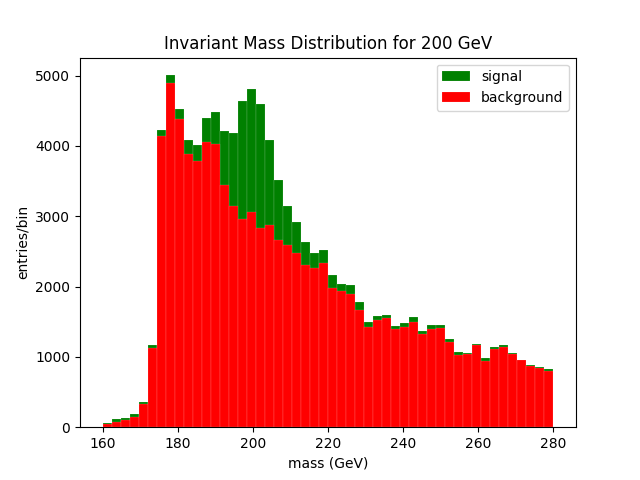 Invariant Mass Distribution for 200 GeV
signal
background
5000
4000
3000
2000
1000
0
entries/bin
160 180 200 220 240 260 280
mass (GeV)